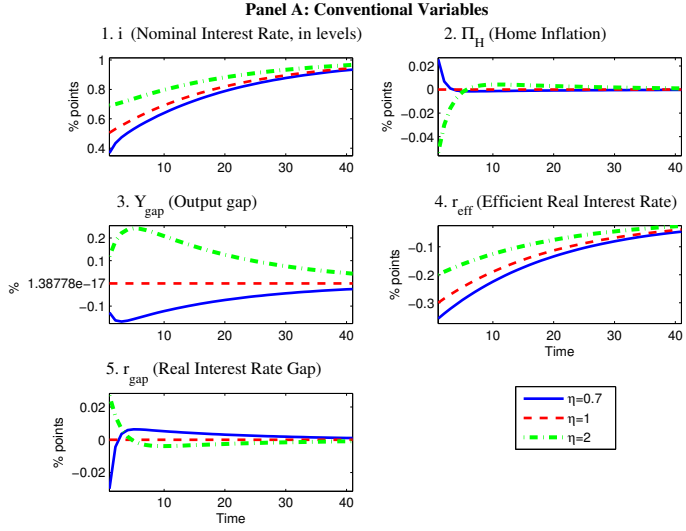 Panel A: Conventional Variables
1. i (Nominal Interest Rate, in levels)
% points
1
0.8
0.6
0.4
10 20 30 40
2. Π_H (Home Inflation)
% points
0.02
0
−0.02
−0.04
10 20 30 40
3. Y_gap (Output gap)
%
0.2
0.1
1.38778e−17
−0.1
10 20 30 40
4. r_eff (Efficient Real Interest Rate)
% points
−0.1
−0.2
−0.3
10 20 30 40
Time
5. r_gap (Real Interest Rate Gap)
% points
0.02
0
−0.02
10 20 30 40
Time
η=0.7
η=1
η=2